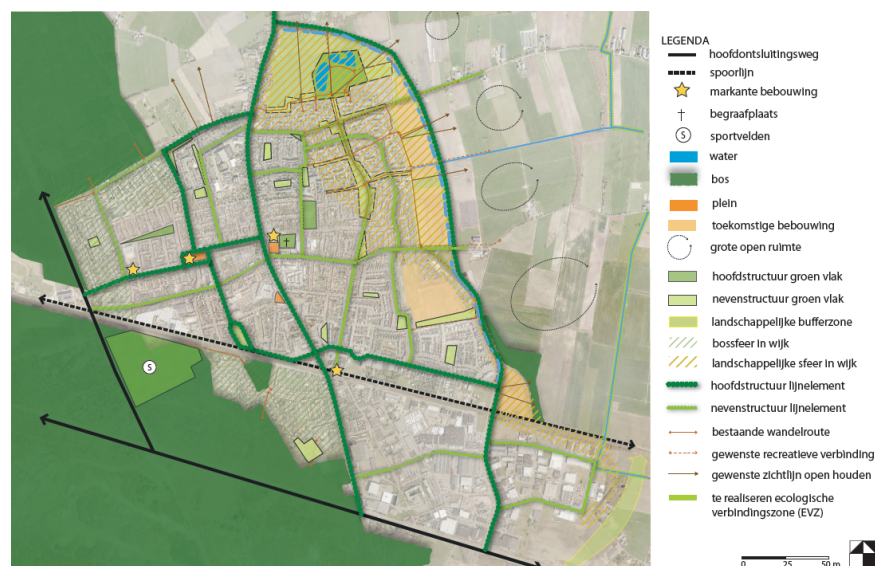 LEGENDA
hoofdontsluitingsweg
spoorlijn
markante bebouwing
begraafplats
S sportvelden
water
bos
plein
toekomstige bebouwing
grote open ruimte
hoofdstructuur groen vlak
nevenstructuur groen vlak
landschappelijke bufferzone
bossfeer in wijk
landschappelijke sfeer in wijk
hoofdstructuur lijnelement
nevenstructuur lijnelement
bestaande wandelroute
gewenste recreatieve verbinding
gewenste zichtlijn open houden
te realiseren ecologische
verbindingszone (EVZ)
S
0 25 50 m